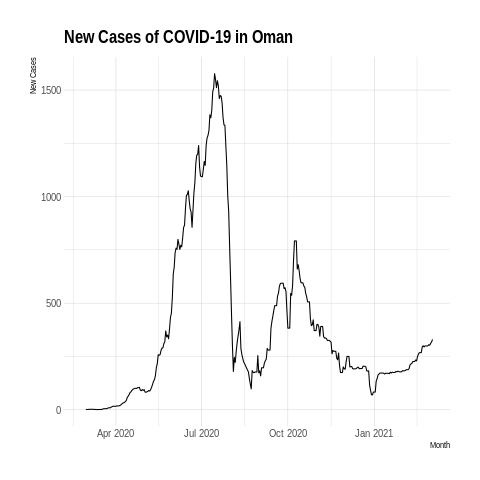 New Cases of COVID-19 in Oman
New Cases
1500
1000
500
0
Apr 2020
Jul 2020
Oct 2020
Jan 2021
Month